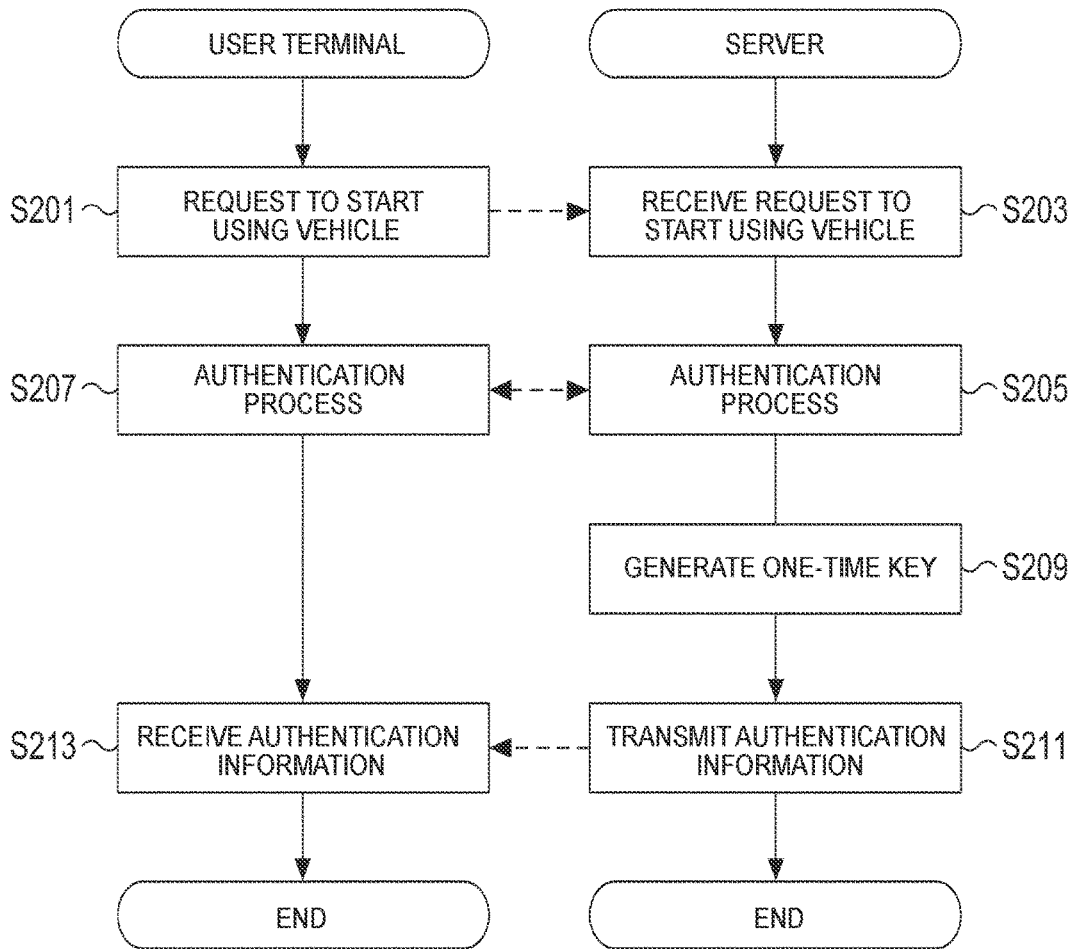 USER TERMINAL
SERVER
S201
REQUEST TO START
USING VEHICLE
RECEIVE REQUEST TO
START USING VEHICLE
S203
S207
AUTHENTICATION
PROCESS
AUTHENTICATION
PROCESS
S205
GENERATE ONE-TIME KEY
S209
S213
RECEIVE AUTHENTICATION
INFORMATION
TRANSMIT AUTHENTICATION
INFORMATION
S211
END
END